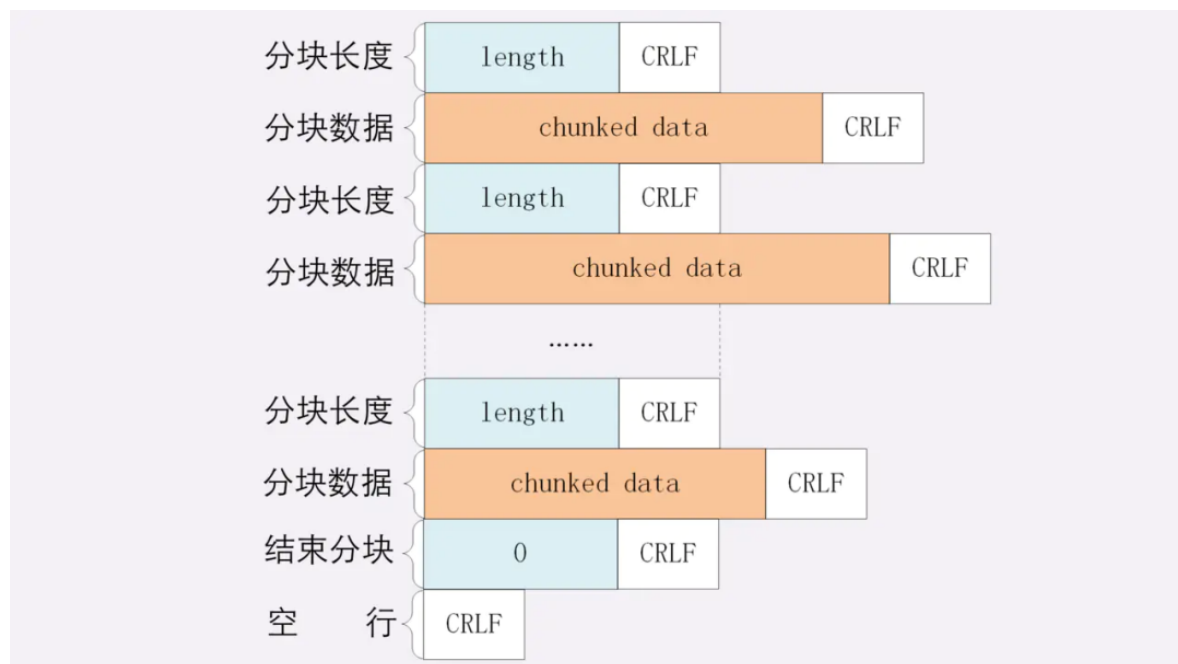 分块长度 length CRLF
分块数据 chunked data CRLF
分块长度 length CRLF
分块数据 chunked data CRLF
……
分块长度 length CRLF
分块数据 chunked data CRLF
结束分块 0 CRLF
空 行 CRLF